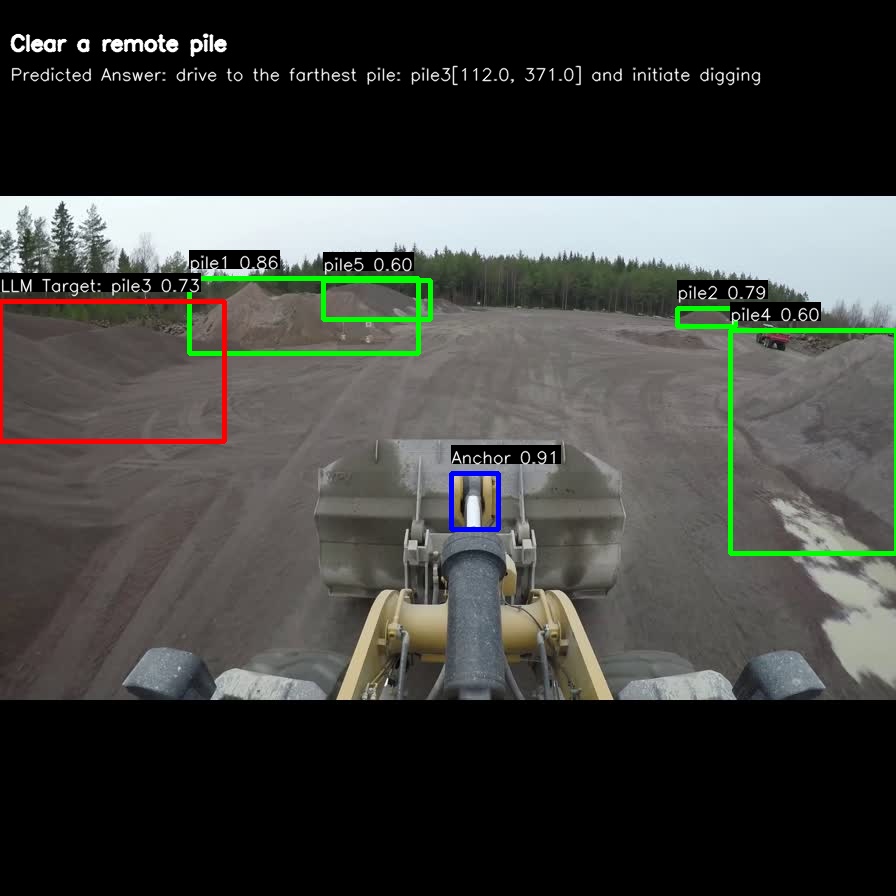 Clear a remote pile
Predicted Answer: drive to the farthest pile: pile3[112.0, 371.0] and initiate digging
pile1 0.86
pile5 0.60
LLM Target: pile3 0.73
pile2 0.79
pile4 0.60
Anchor 0.91